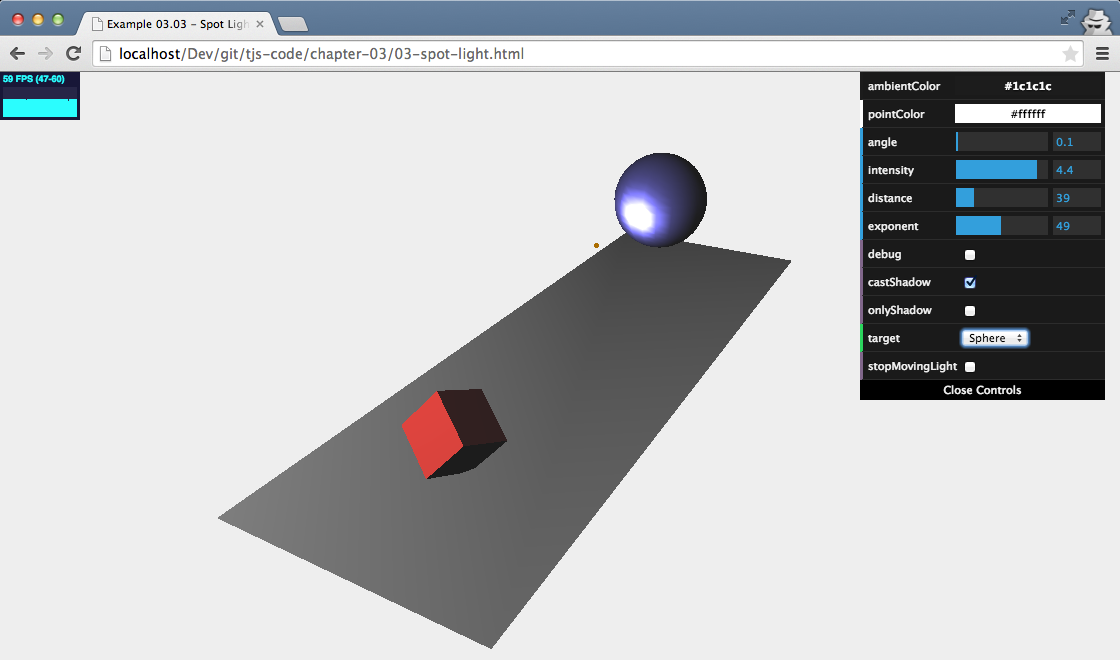 Example 03.03 - Spot Ligh
localhost/Dev/git/tjs-code/chapter-03/03-spot-light.html
59 FPS (47-60)
ambientColor #1c1c1c
pointColor #ffffff
angle 0.1
intensity 4.4
distance 39
exponent 49
debug
castShadow
onlyShadow
target Sphere
stopMovingLight
Close Controls